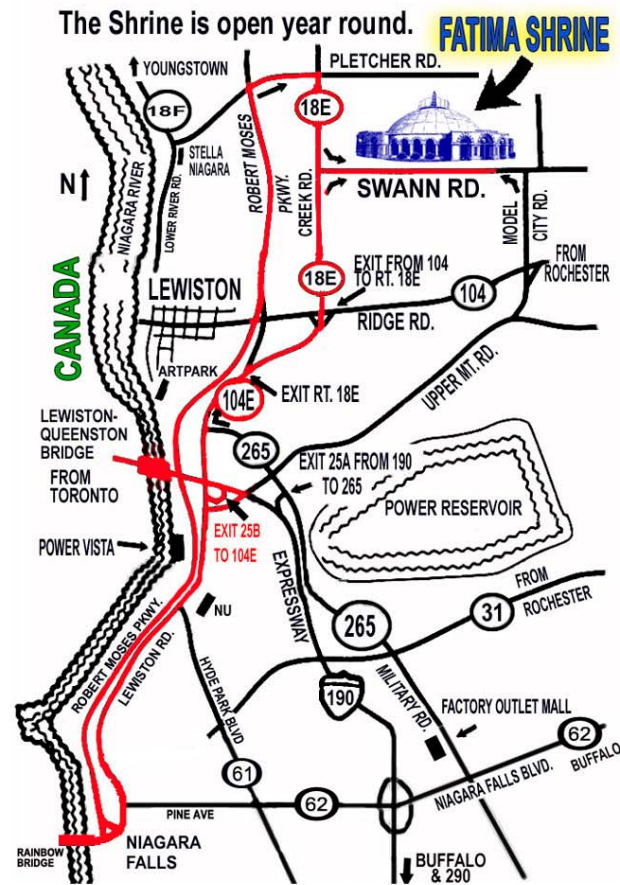 The Shrine is open year round.
FATIMA SHRINE
YOUNGSTOWN
PLETCHER RD.
18F
18E
STELLA
NIAGARA
ROBERT MOSES
PKWY.
CREEK RD.
N
NIAGARA RIVER
LOWER RIVER RD.
SWANN RD.
MODEL
CITY RD.
CANADA
LEWISTON
18E
EXIT FROM 104
TO RT. 18E
104
FROM
ROCHESTER
RIDGE RD.
ARTPARK
104E
EXIT RT. 18E
UPPER MT. RD.
LEWISTON-
QUEENSTON
BRIDGE
FROM
TORONTO
265
EXIT 25A FROM 190
TO 265
POWER RESERVOIR
EXIT 25B
TO 104E
POWER VISTA
EXPRESSWAY
NU
FROM
ROCHESTER
31
265
ROBERT MOSES PKWY.
LEWISTON RD.
HYDE PARK BLVD
190
MILITARY RD.
FACTORY OUTLET MALL
61
62
BUFFALO
NIAGARA FALLS BLVD.
PINE AVE
62
RAINBOW
BRIDGE
NIAGARA
FALLS
BUFFALO
& 290